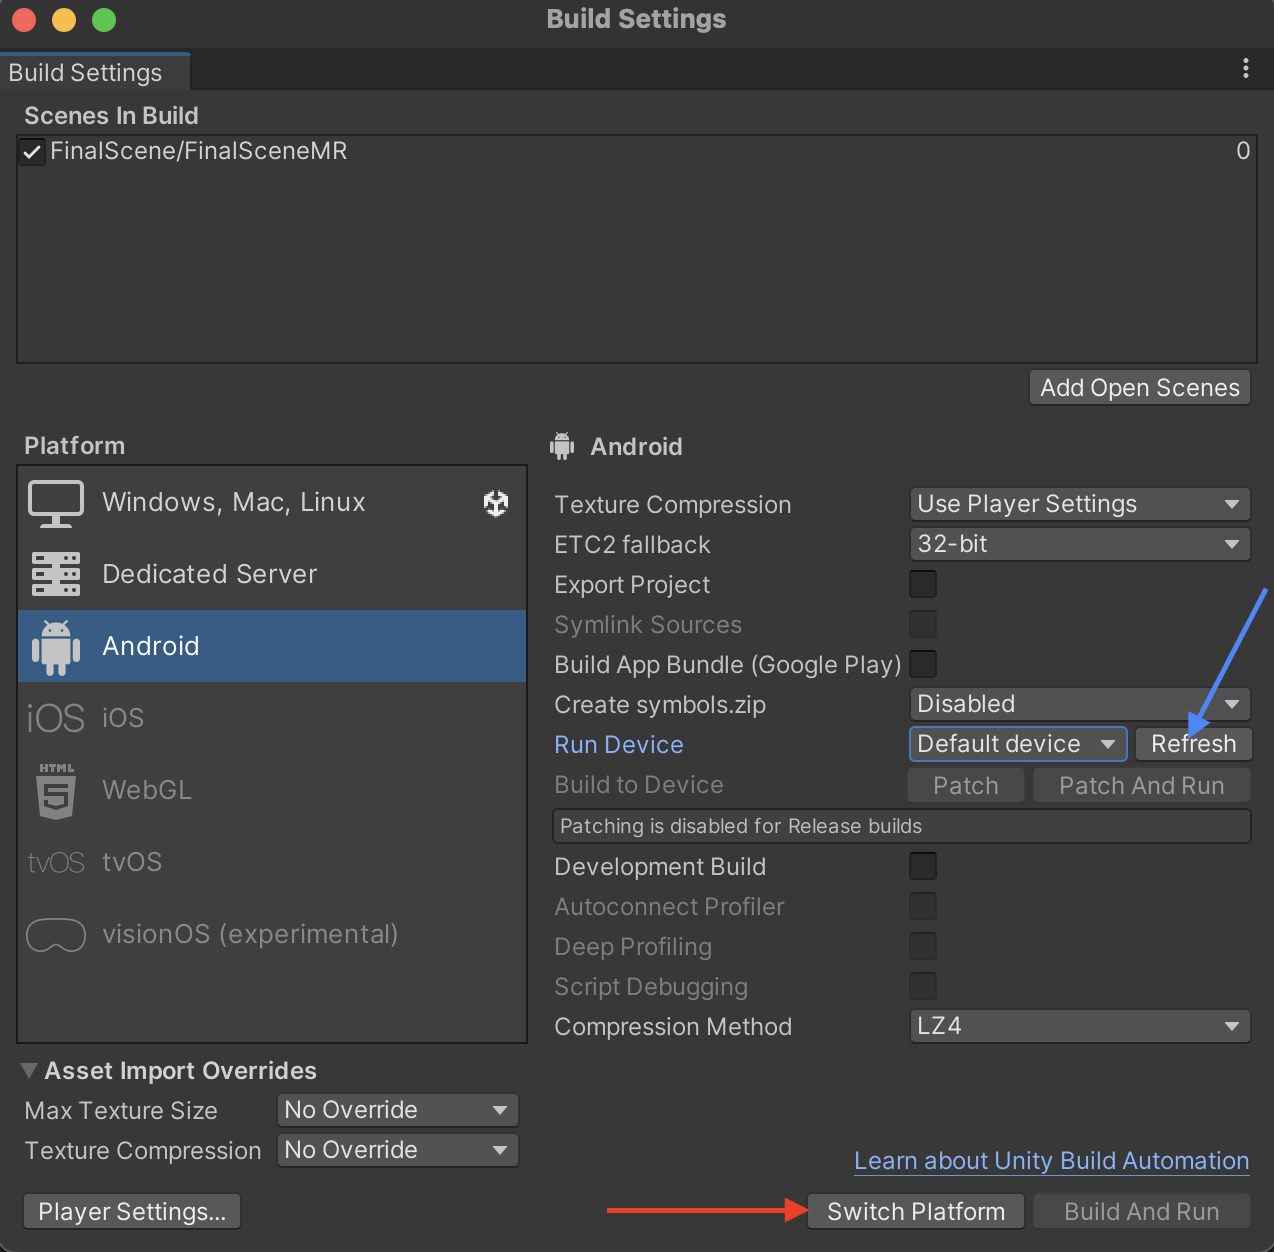 Build Settings
Build Settings
Scenes In Build
FinalScene/FinalSceneMR 0
Add Open Scenes
Platform
Windows, Mac, Linux
Dedicated Server
Android
iOS iOS
HTML
5 WebGL
tvOS tvOS
visionOS (experimental)
Android
Texture Compression Use Player Settings
ETC2 fallback 32-bit
Export Project
Symlink Sources
Build App Bundle (Google Play)
Create symbols.zip Disabled
Run Device Default device Refresh
Build to Device Patch Patch And Run
Patching is disabled for Release builds
Development Build
Autoconnect Profiler
Deep Profiling
Script Debugging
Compression Method LZ4
Asset Import Overrides
Max Texture Size No Override
Texture Compression No Override
Learn about Unity Build Automation
Player Settings... Switch Platform Build And Run